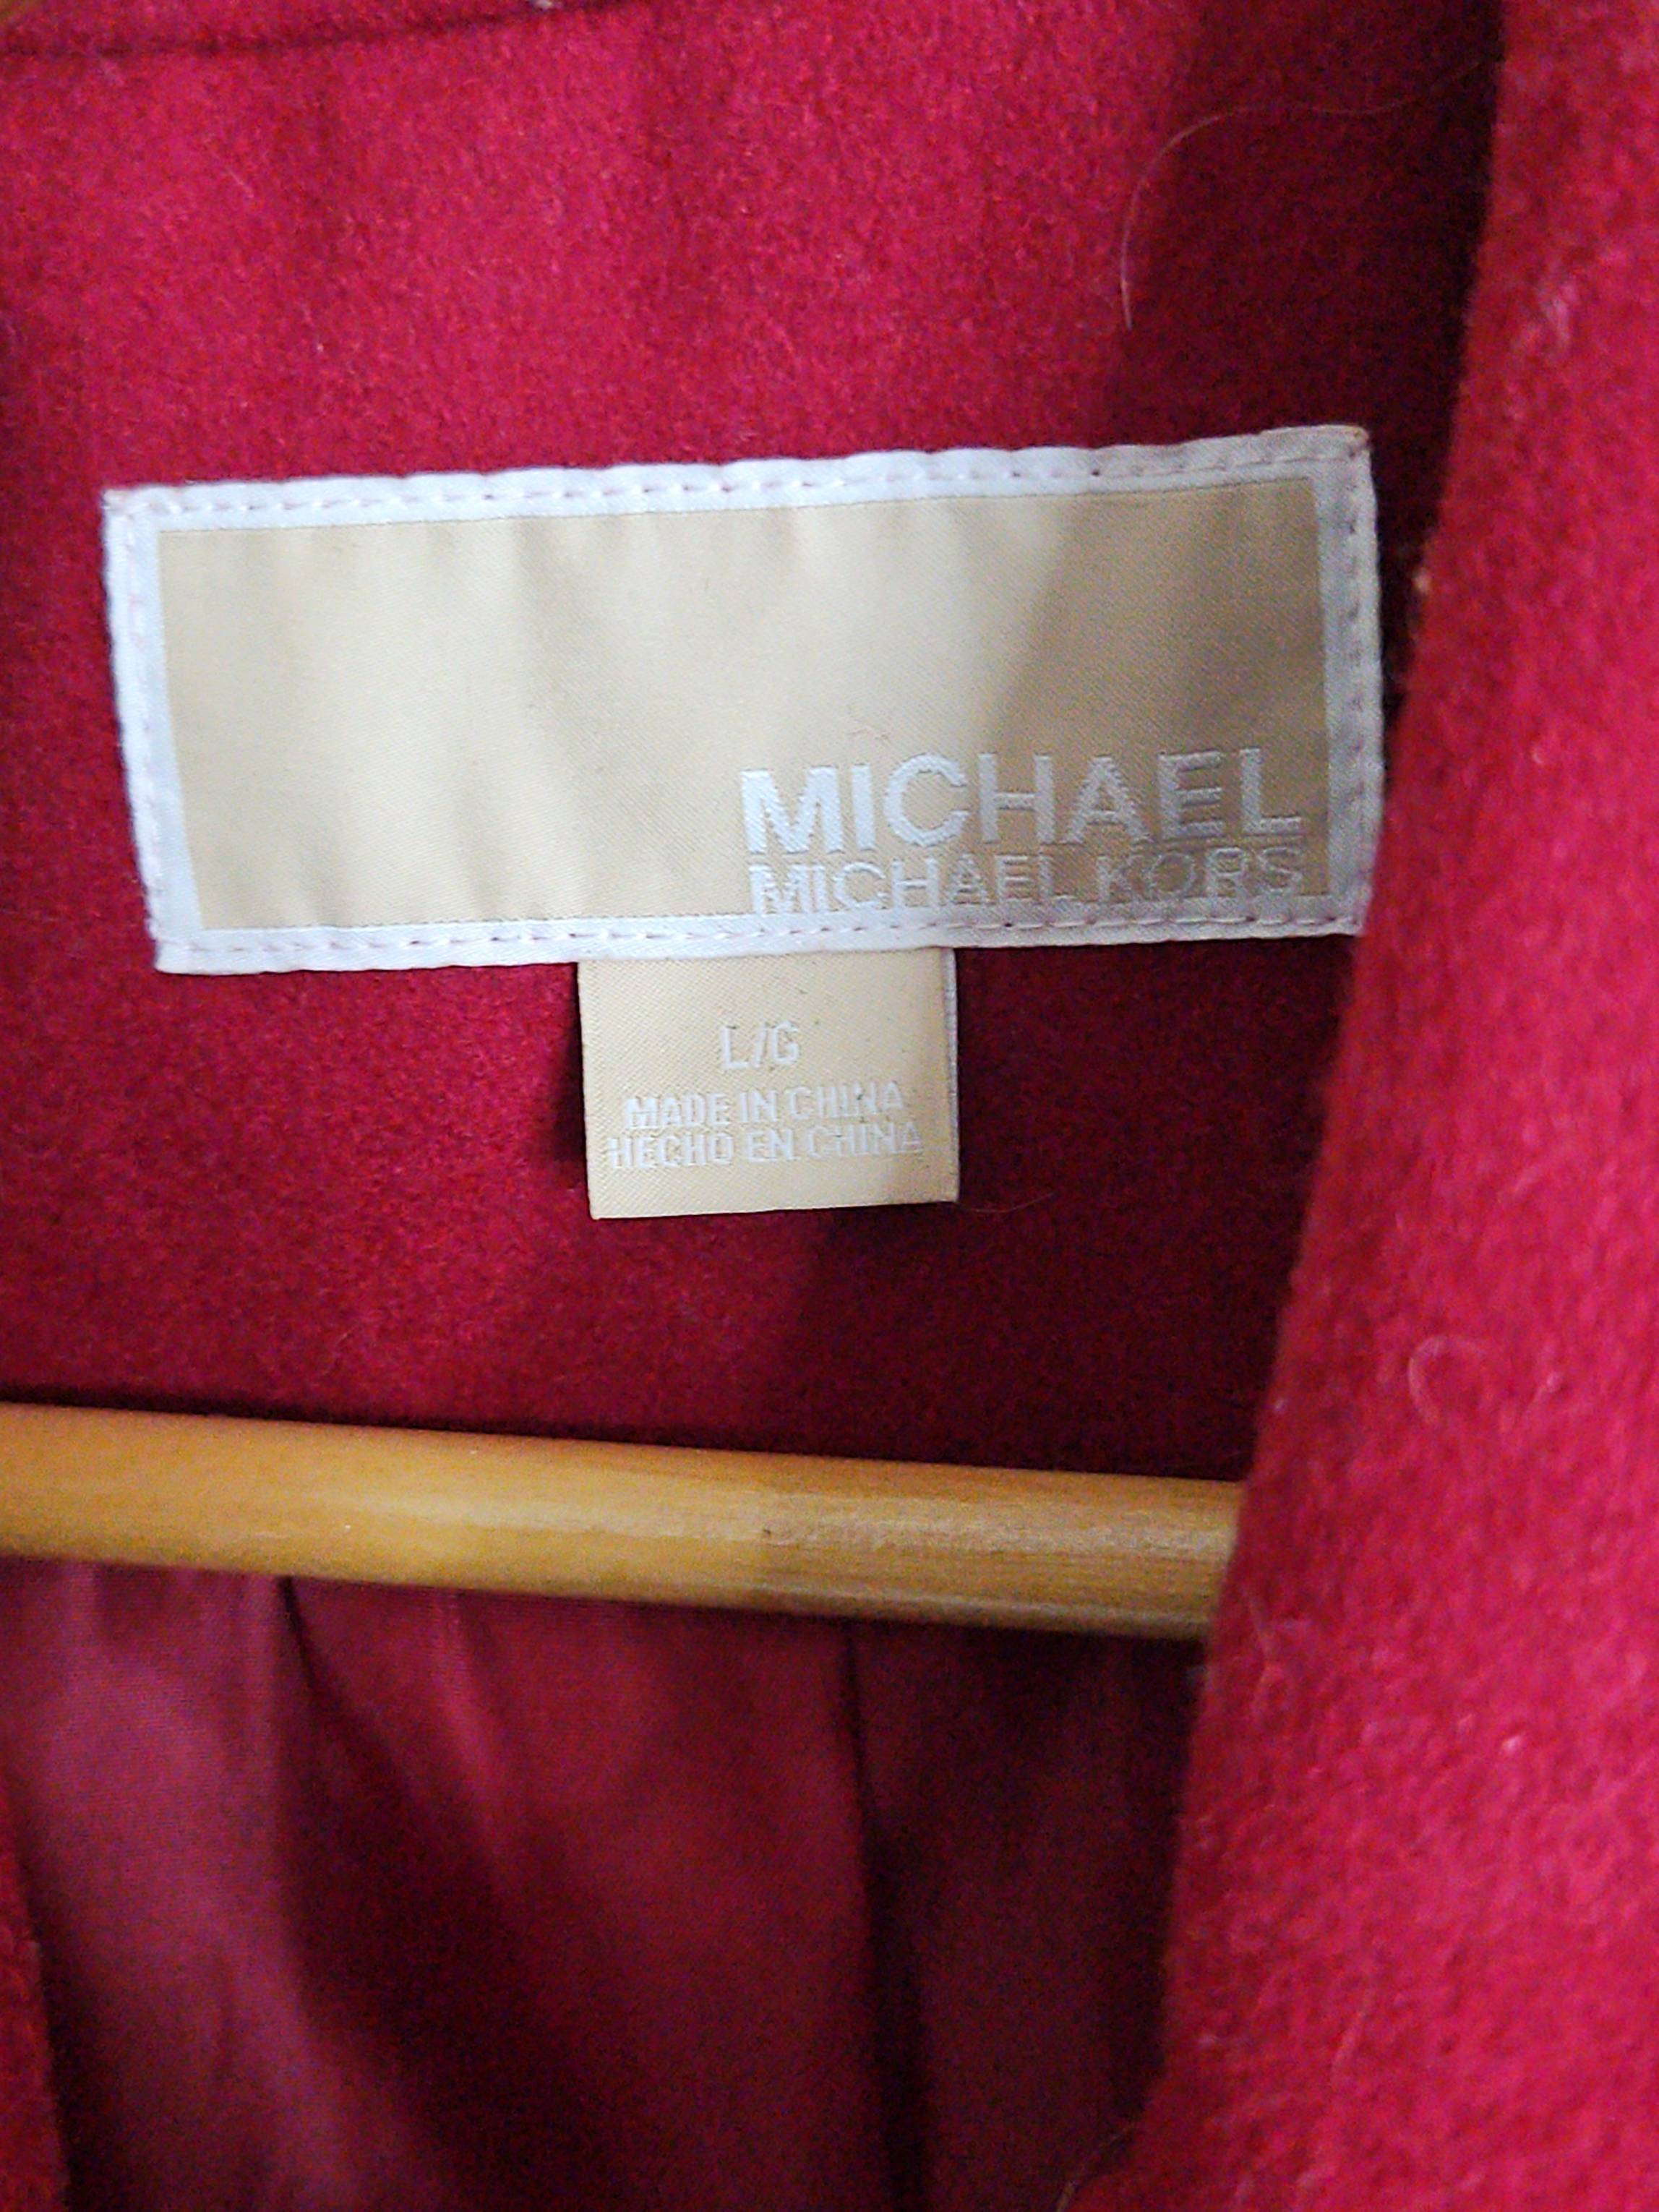 MICHAEL
MICHAEL KORS
L/G
MADE IN CHINA
HECHO EN CHINA